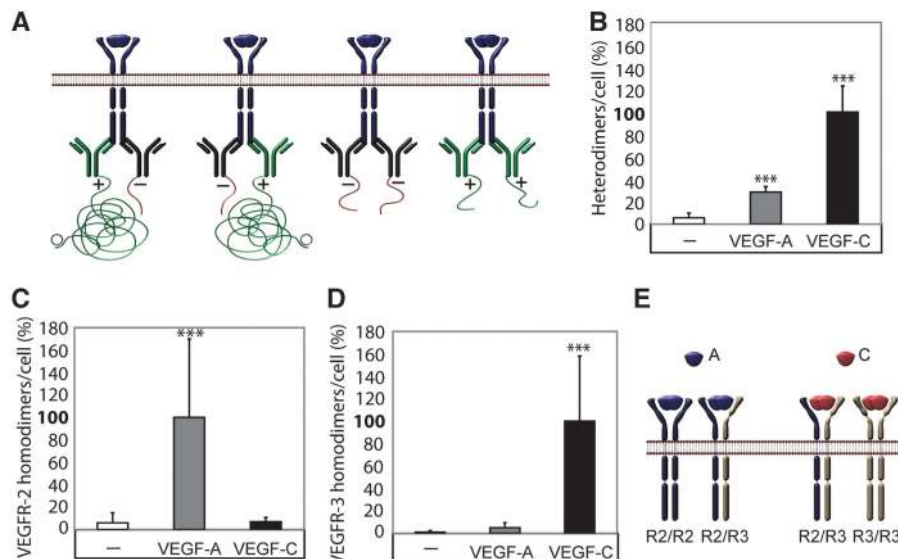 A
+
−
−
+
−
−
+
+
B
Heterodimers/cell (%)
180
160
140
120
100
80
60
40
20
0
***
***
−
VEGF-A
VEGF-C
C
VEGFR-2 homodimers/cell (%)
180
160
140
120
100
80
60
40
20
0
***
−
VEGF-A
VEGF-C
D
VEGFR-3 homodimers/cell (%)
180
160
140
120
100
80
60
40
20
0
***
−
VEGF-A
VEGF-C
E
A
C
R2/R2 R2/R3
R2/R3 R3/R3